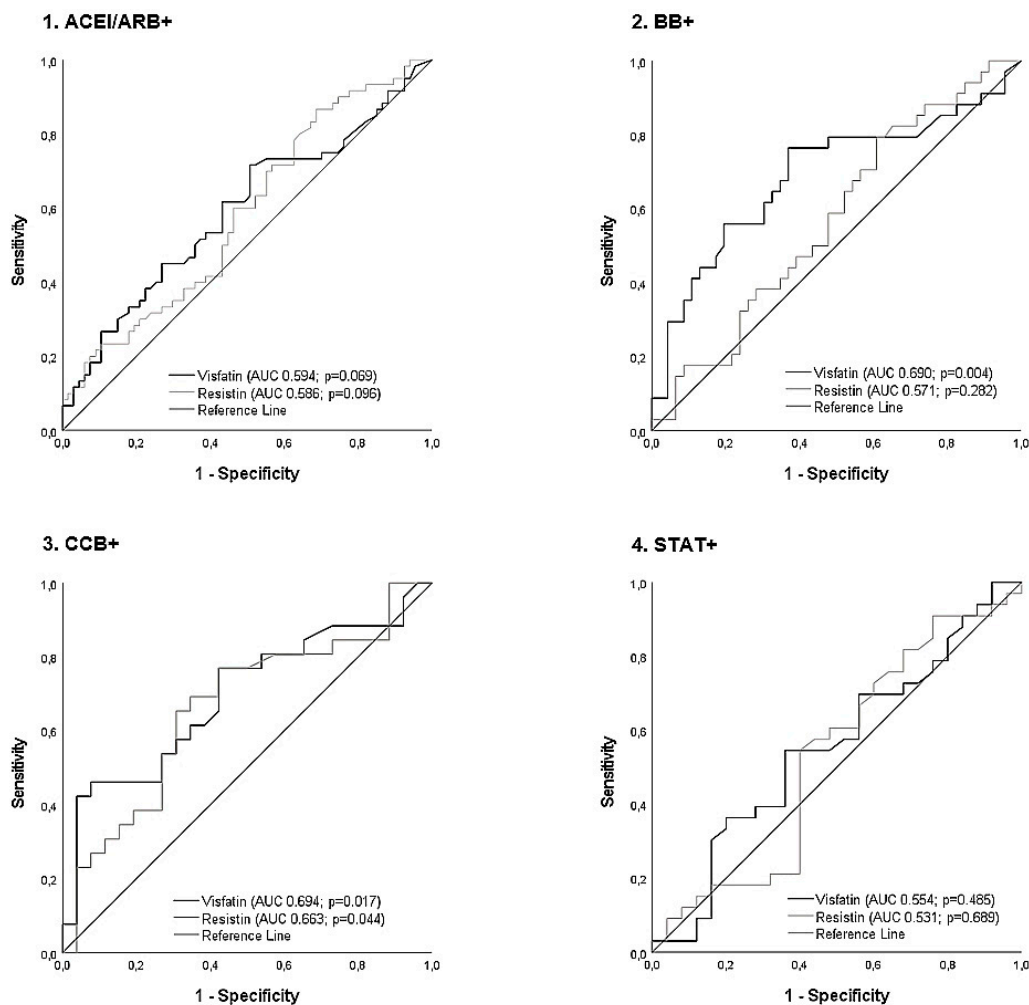 1. ACEI/ARB+
Sensitivity
1,0
0,8
0,6
0,4
0,2
0,0
Visfatin (AUC 0.594; p=0.069)
Resistin (AUC 0.586; p=0.096)
Reference Line
0,0 0,2 0,4 0,6 0,8 1,0
1 - Specificity
2. BB+
Sensitivity
1,0
0,8
0,6
0,4
0,2
0,0
Visfatin (AUC 0.690; p=0.004)
Resistin (AUC 0.571; p=0.282)
Reference Line
0,0 0,2 0,4 0,6 0,8 1,0
1 - Specificity
3. CCB+
Sensitivity
1,0
0,8
0,6
0,4
0,2
0,0
Visfatin (AUC 0.694; p=0.017)
Resistin (AUC 0.663; p=0.044)
Reference Line
0,0 0,2 0,4 0,6 0,8 1,0
1 - Specificity
4. STAT+
Sensitivity
1,0
0,8
0,6
0,4
0,2
0,0
Visfatin (AUC 0.554; p=0.485)
Resistin (AUC 0.531; p=0.689)
Reference Line
0,0 0,2 0,4 0,6 0,8 1,0
1 - Specificity